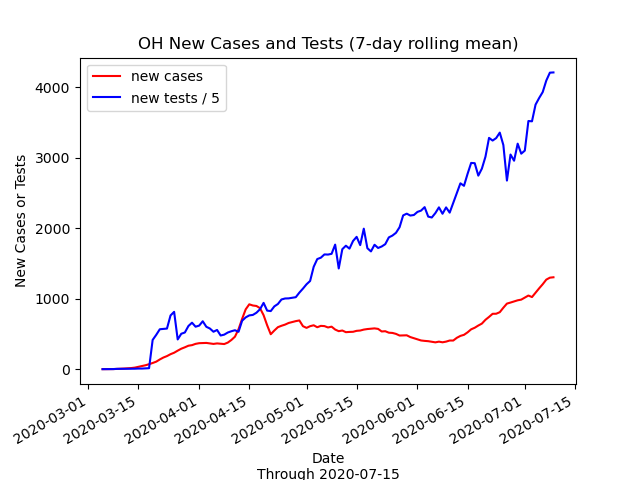 OH New Cases and Tests (7-day rolling mean)
new cases
new tests / 5
New Cases or Tests
4000
3000
2000
1000
0
2020-03-01
2020-03-15
2020-04-01
2020-04-15
2020-05-01
2020-05-15
2020-06-01
2020-06-15
2020-07-01
2020-07-15
Date
Through 2020-07-15